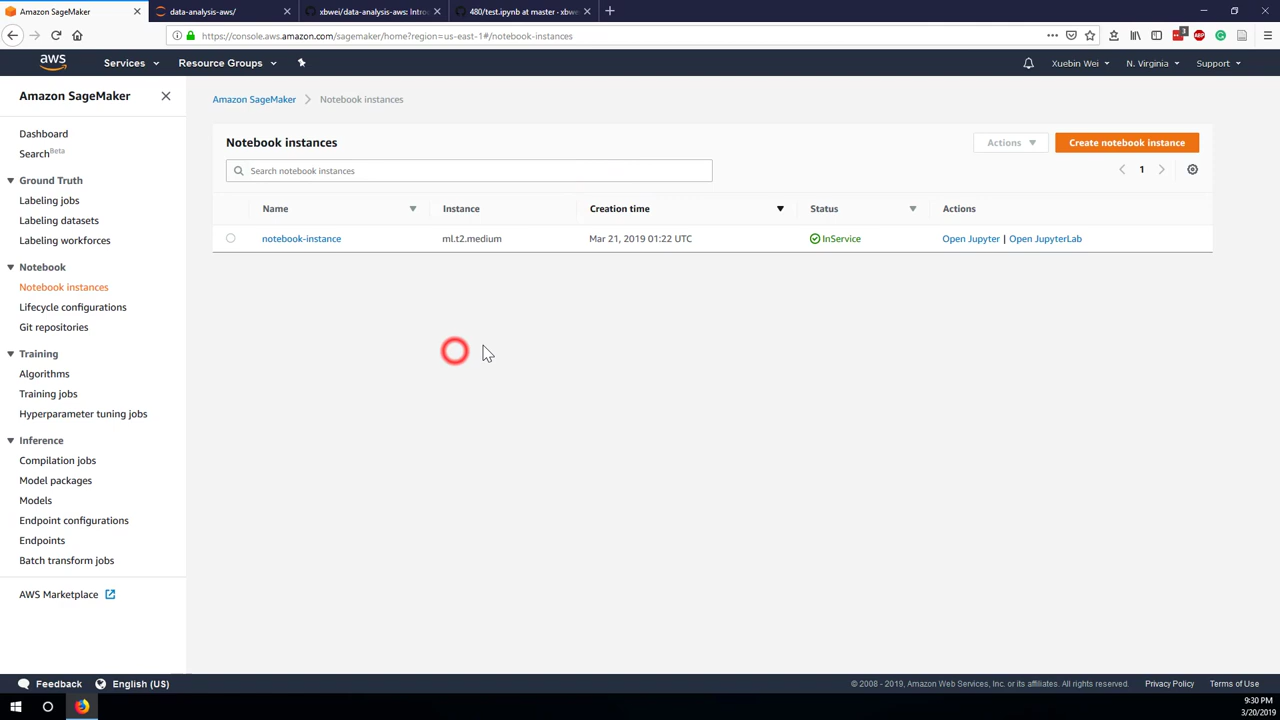 Amazon SageMaker
data-analysis-aws/
xbwei/data-analysis-aws: Intro
480/test.ipynb at master · xbwe
https://console.aws.amazon.com/sagemaker/home?region=us-east-1#/notebook-instances
aws
Services
Resource Groups
Xuebin Wei
N. Virginia
Support
Amazon SageMaker
Dashboard
Search Beta
Ground Truth
Labeling jobs
Labeling datasets
Labeling workforces
Notebook
Notebook instances
Lifecycle configurations
Git repositories
Training
Algorithms
Training jobs
Hyperparameter tuning jobs
Inference
Compilation jobs
Model packages
Models
Endpoint configurations
Endpoints
Batch transform jobs
AWS Marketplace
Amazon SageMaker > Notebook instances
Notebook instances
Actions
Create notebook instance
Search notebook instances
1
Name Instance Creation time Status Actions
notebook-instance ml.t2.medium Mar 21, 2019 01:22 UTC InService Open Jupyter | Open JupyterLab
Feedback
English (US)
© 2008 - 2019, Amazon Web Services, Inc. or its affiliates. All rights reserved.
Privacy Policy
Terms of Use
9:30 PM
3/20/2019